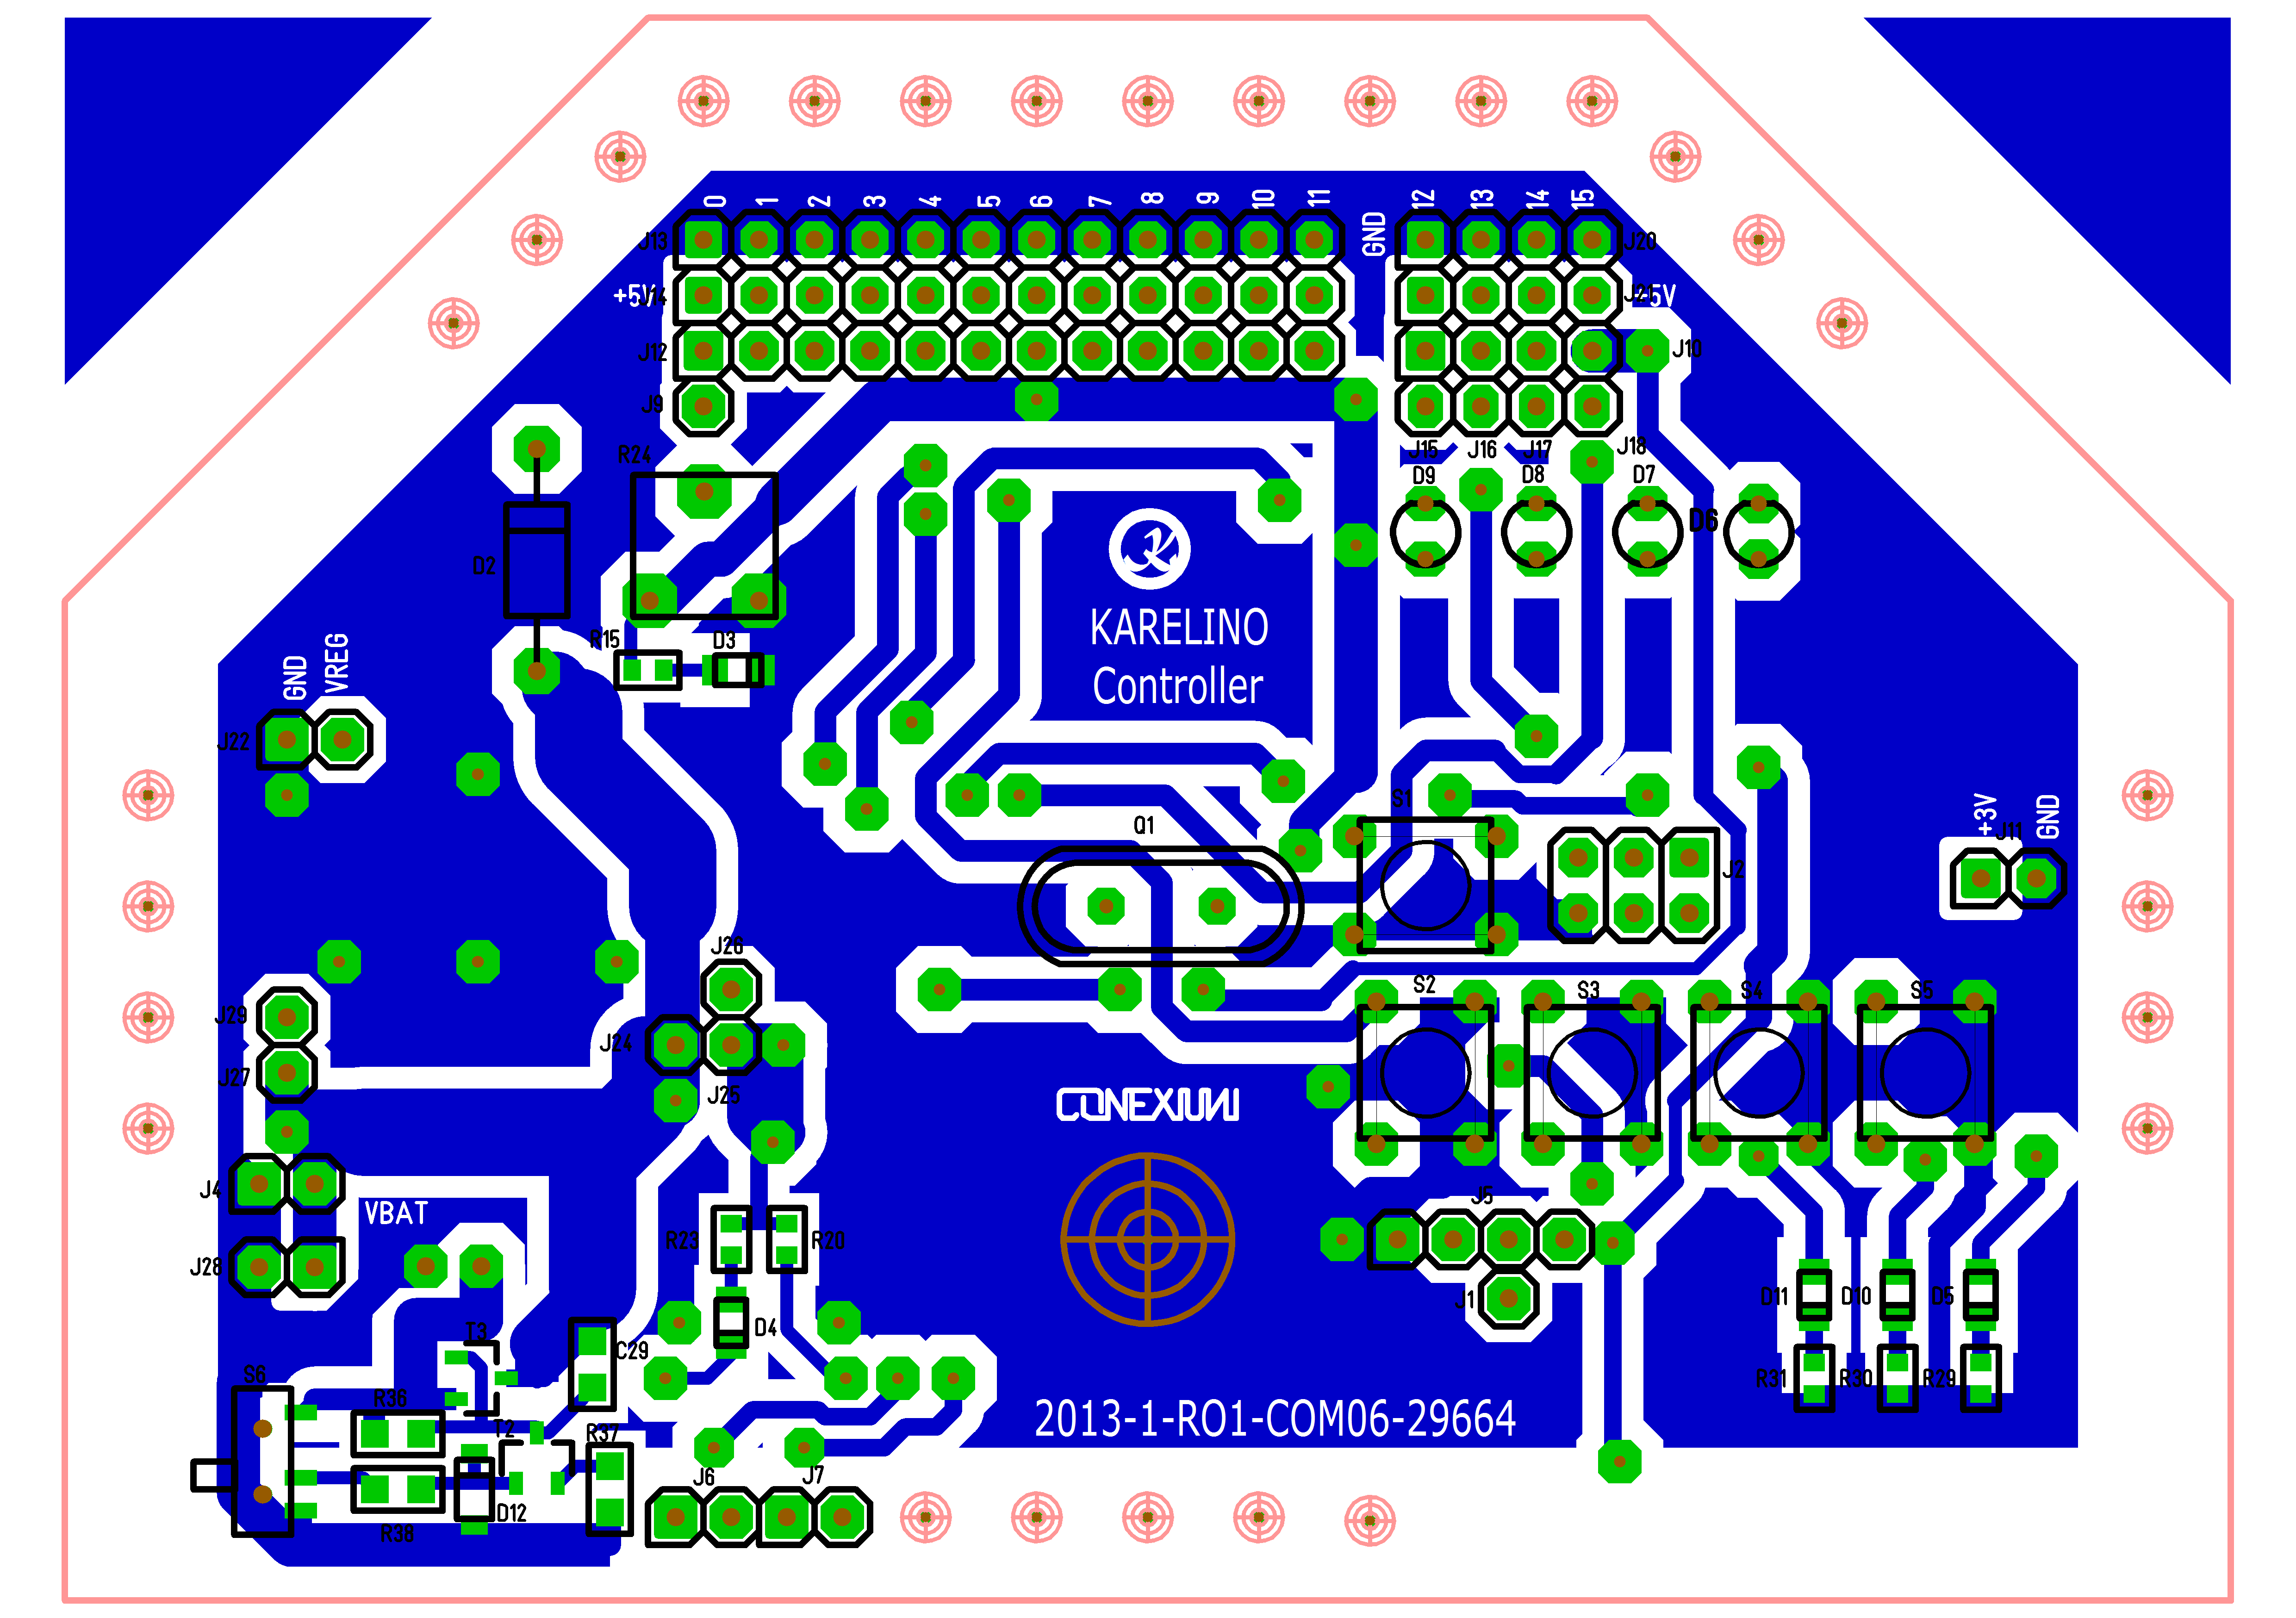 0 1 2 3 4 5 6 7 8 9 10 11 12 13 14 15
J13 GND J20
+5V J14 J21 +5V
J12 J10
J9
R24 J15 J16 J17 J18
D9 D8 D7
D6
D2
KARELINO
R15 D3
Controller
GND VREG
J22
Q1 S1 +3V GND
J11
J2
J26
S2 S3 S4 S5
J29
J24
J27 J25
CONEXIUNI
J4
VBAT J5
R23 R20
J28
J1 D11 D10 D5
T3 D4
C29
S6 R31 R30 R29
R36
2013-1-RO1-COM06-29664
T2 R37
J6 J7
D12
R38